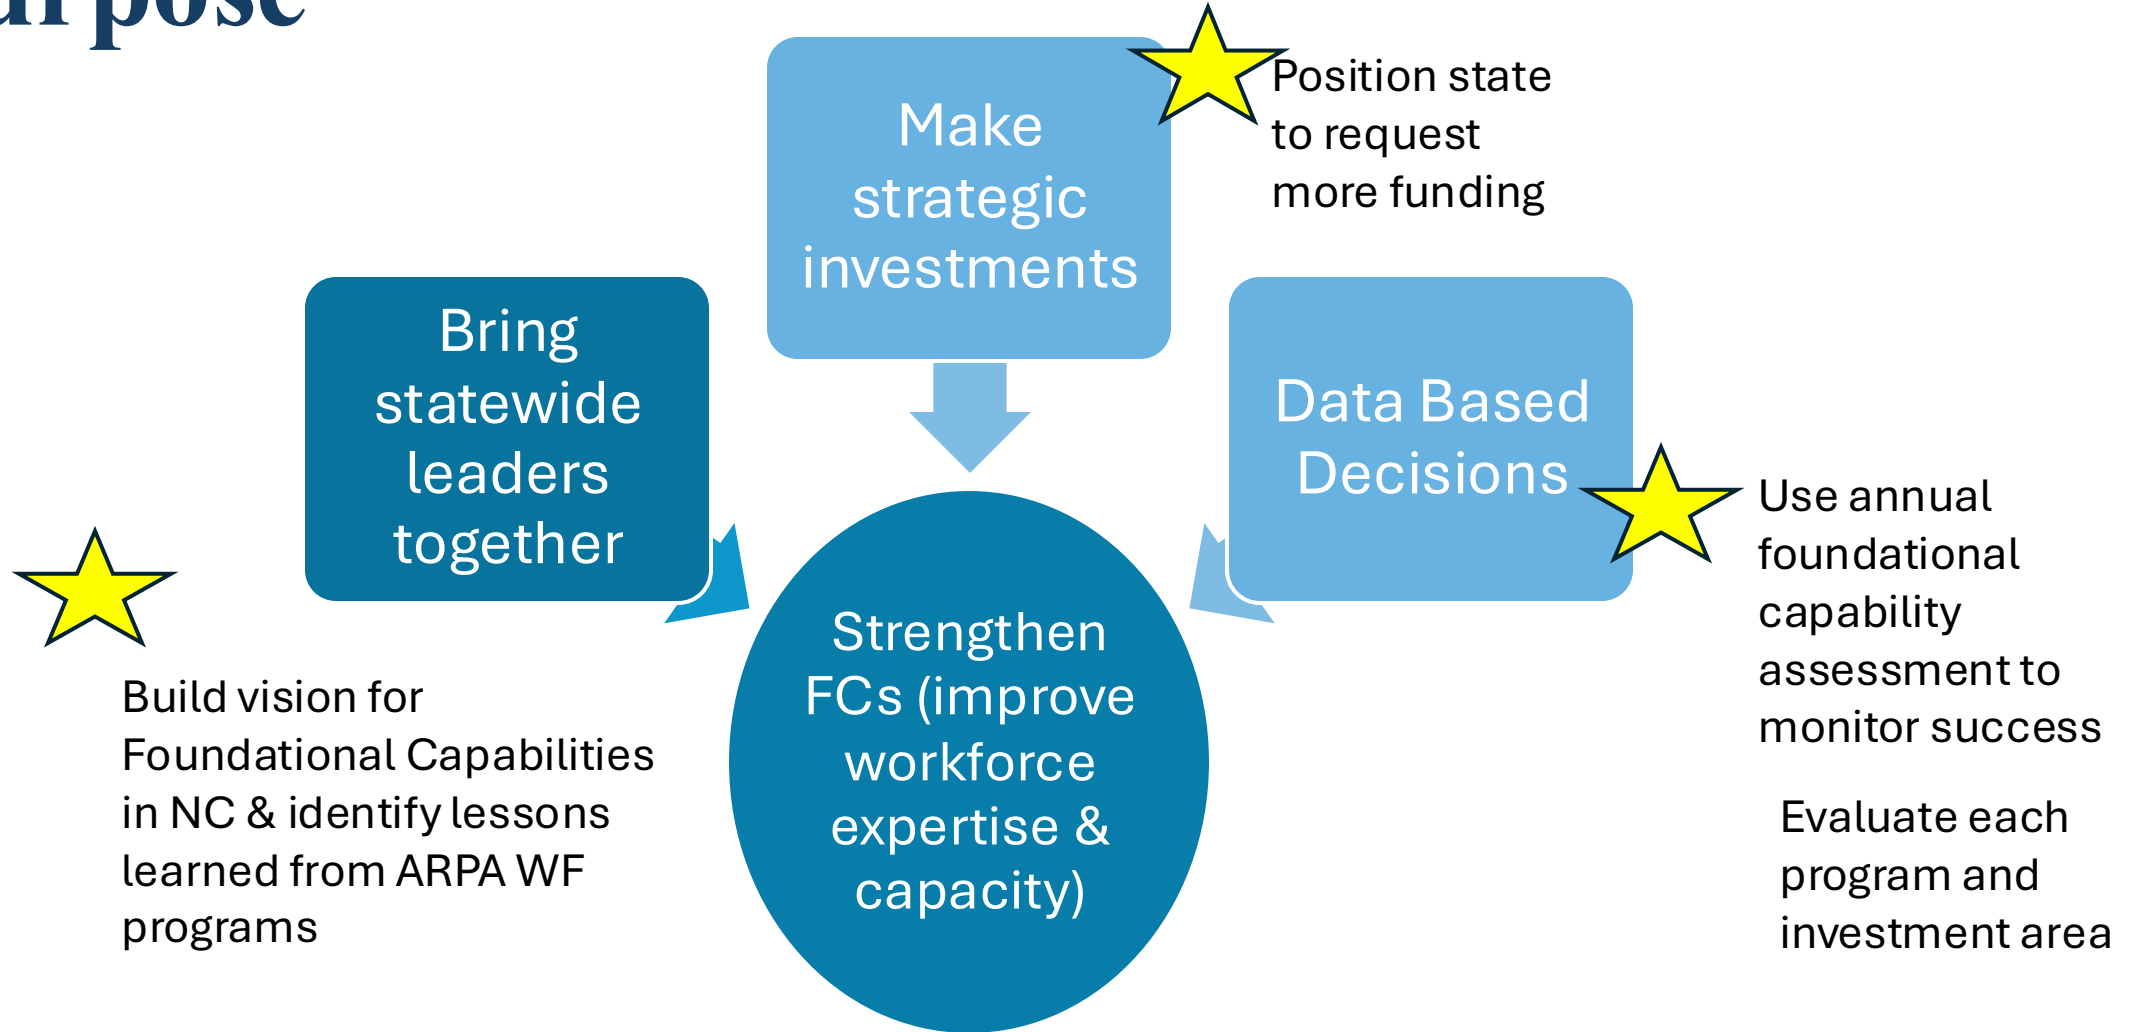 Make
strategic
investments
Position state
to request
more funding
Bring
statewide
leaders
together
Data Based
Decisions
Strengthen
FCs (improve
workforce
expertise &
capacity)
Build vision for
Foundational Capabilities
in NC & identify lessons
learned from ARPA WF
programs
Use annual
foundational
capability
assessment to
monitor success
Evaluate each
program and
investment area